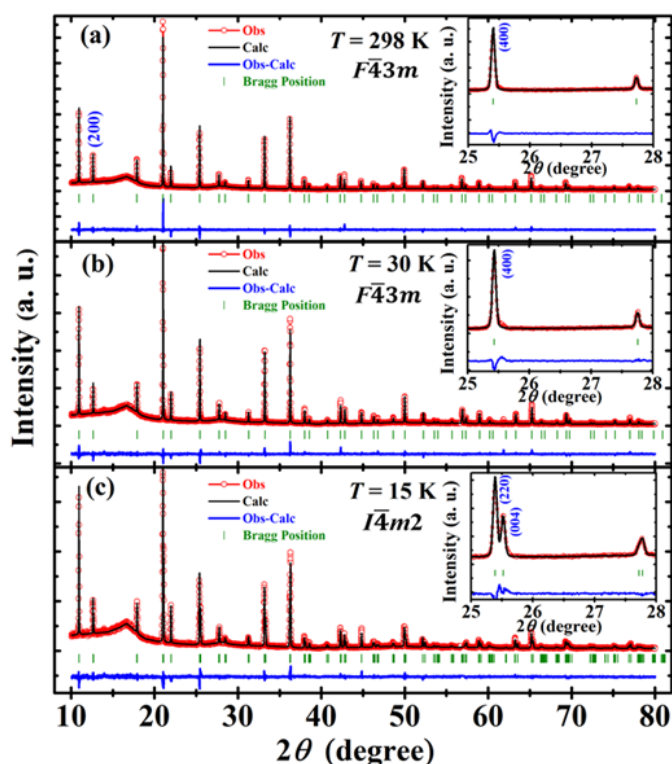 (a)
Obs
Calc
Obs-Calc
Bragg Position
T = 298 K
F4̄3m
(200)
Intensity (a. u.)
(400)
25 26 27 28
2θ (degree)
(b)
Obs
Calc
Obs-Calc
Bragg Position
T = 30 K
F4̄3m
Intensity (a. u.)
(400)
25 26 27 28
2θ (degree)
(c)
Obs
Calc
Obs-Calc
Bragg Position
T = 15 K
I4̄m2
Intensity (a. u.)
(220)
(004)
25 26 27 28
2θ (degree)
Intensity (a. u.)
10 20 30 40 50 60 70 80
2θ (degree)